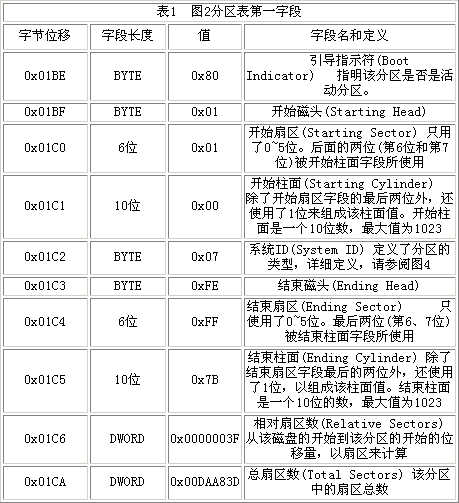 表1 图2分区表第一字段
字节位移 字段长度 值 字段名和定义
0x01BE BYTE 0x80 引导指示符(Boot
Indicator) 指明该分区是否是活
动分区。
0x01BF BYTE 0x01 开始磁头(Starting Head)
0x01C0 6位 0x01 开始扇区(Starting Sector) 只用
了0~5位。后面的两位(第6位和第7
位)被开始柱面字段所使用
0x01C1 10位 0x00 开始柱面(Starting Cylinder)
除了开始扇区字段的最后两位外，还
使用了1位来组成该柱面值。开始柱
面是一个10位数，最大值为1023
0x01C2 BYTE 0x07 系统ID(System ID) 定义了分区的
类型，详细定义，请参阅图4
0x01C3 BYTE 0xFE 结束磁头(Ending Head)
0x01C4 6位 0xFF 结束扇区(Ending Sector) 只
使用了0~5位。最后两位(第6、7位)
被结束柱面字段所使用
0x01C5 10位 0x7B 结束柱面(Ending Cylinder) 除了
结束扇区字段最后的两位外，还使用
了1位，以组成该柱面值。结束柱面
是一个10位的数，最大值为1023
0x01C6 DWORD 0x0000003F 相对扇区数(Relative Sectors)
从该磁盘的开始到该分区的开始的位
移量，以扇区来计算
0x01CA DWORD 0x00DAA83D 总扇区数(Total Sectors) 该分区
中的扇区总数